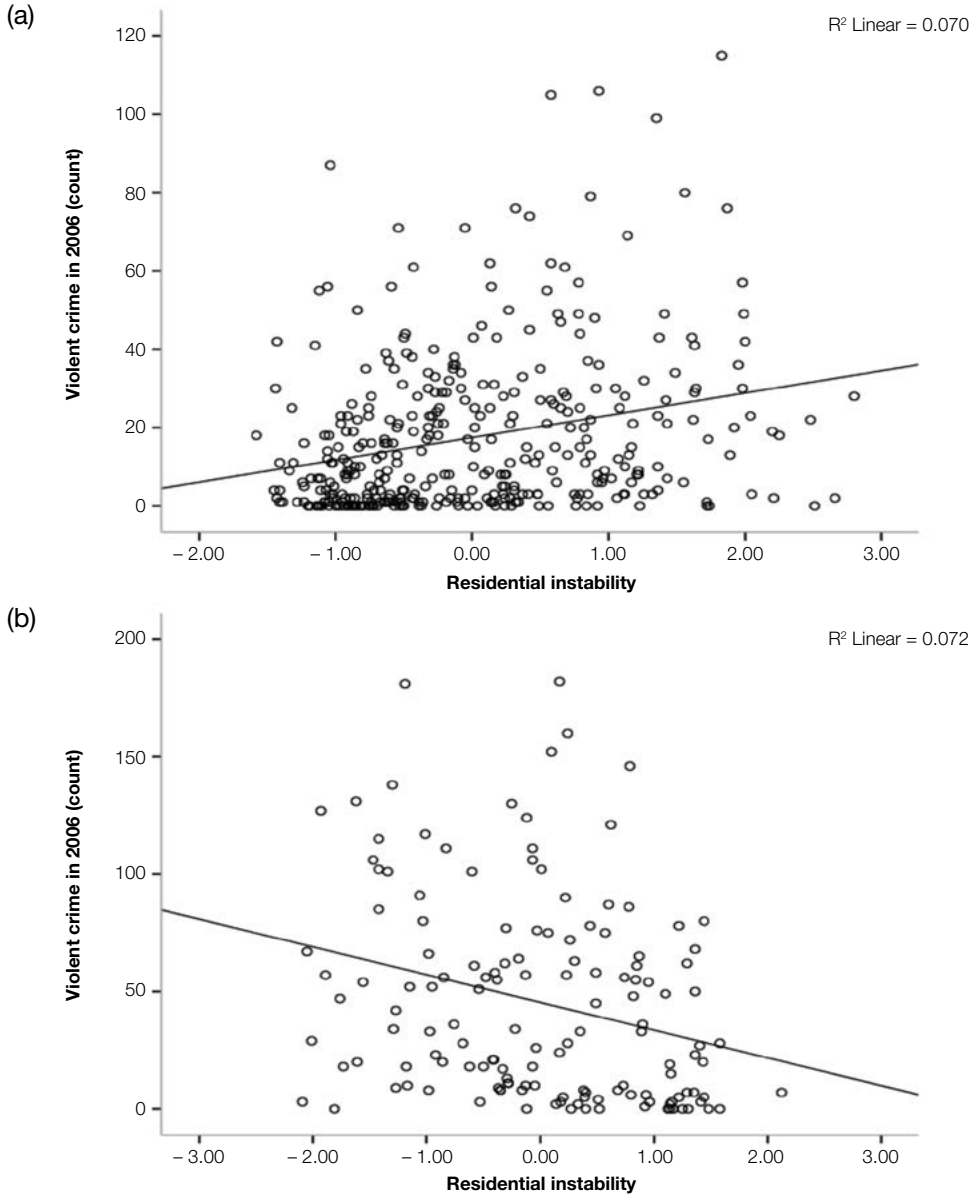 (a)
R² Linear = 0.070
120
100
80
60
40
20
0
Violent crime in 2006 (count)
– 2.00 – 1.00 0.00 1.00 2.00 3.00
Residential instability
(b)
R² Linear = 0.072
200
150
100
50
0
Violent crime in 2006 (count)
– 3.00 – 2.00 – 1.00 0.00 1.00 2.00 3.00
Residential instability